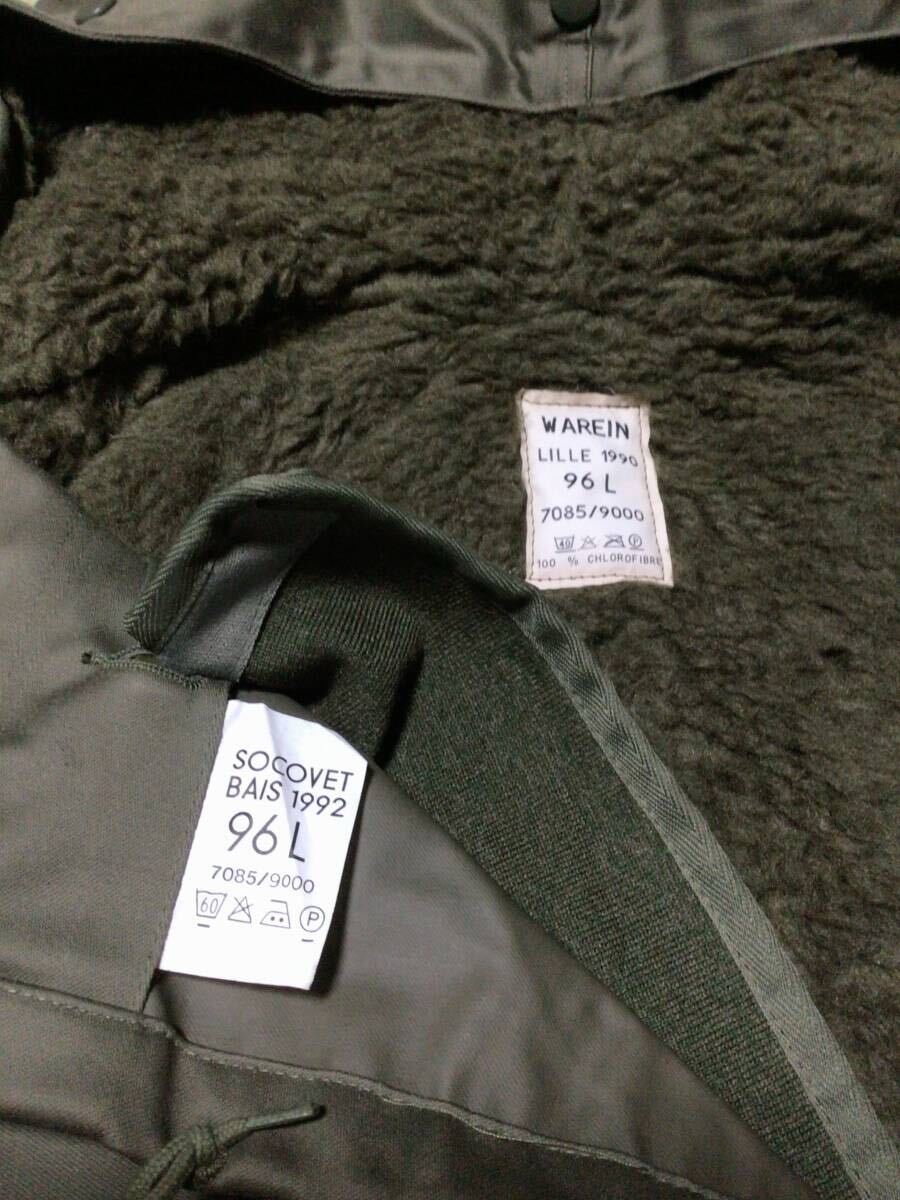 WAREIN
LILLE 1990
96 L
7085/9000
40 P
100 % CHLOROFIBRE
SOCOVET
BAIS 1992
96 L
7085/9000
60 P